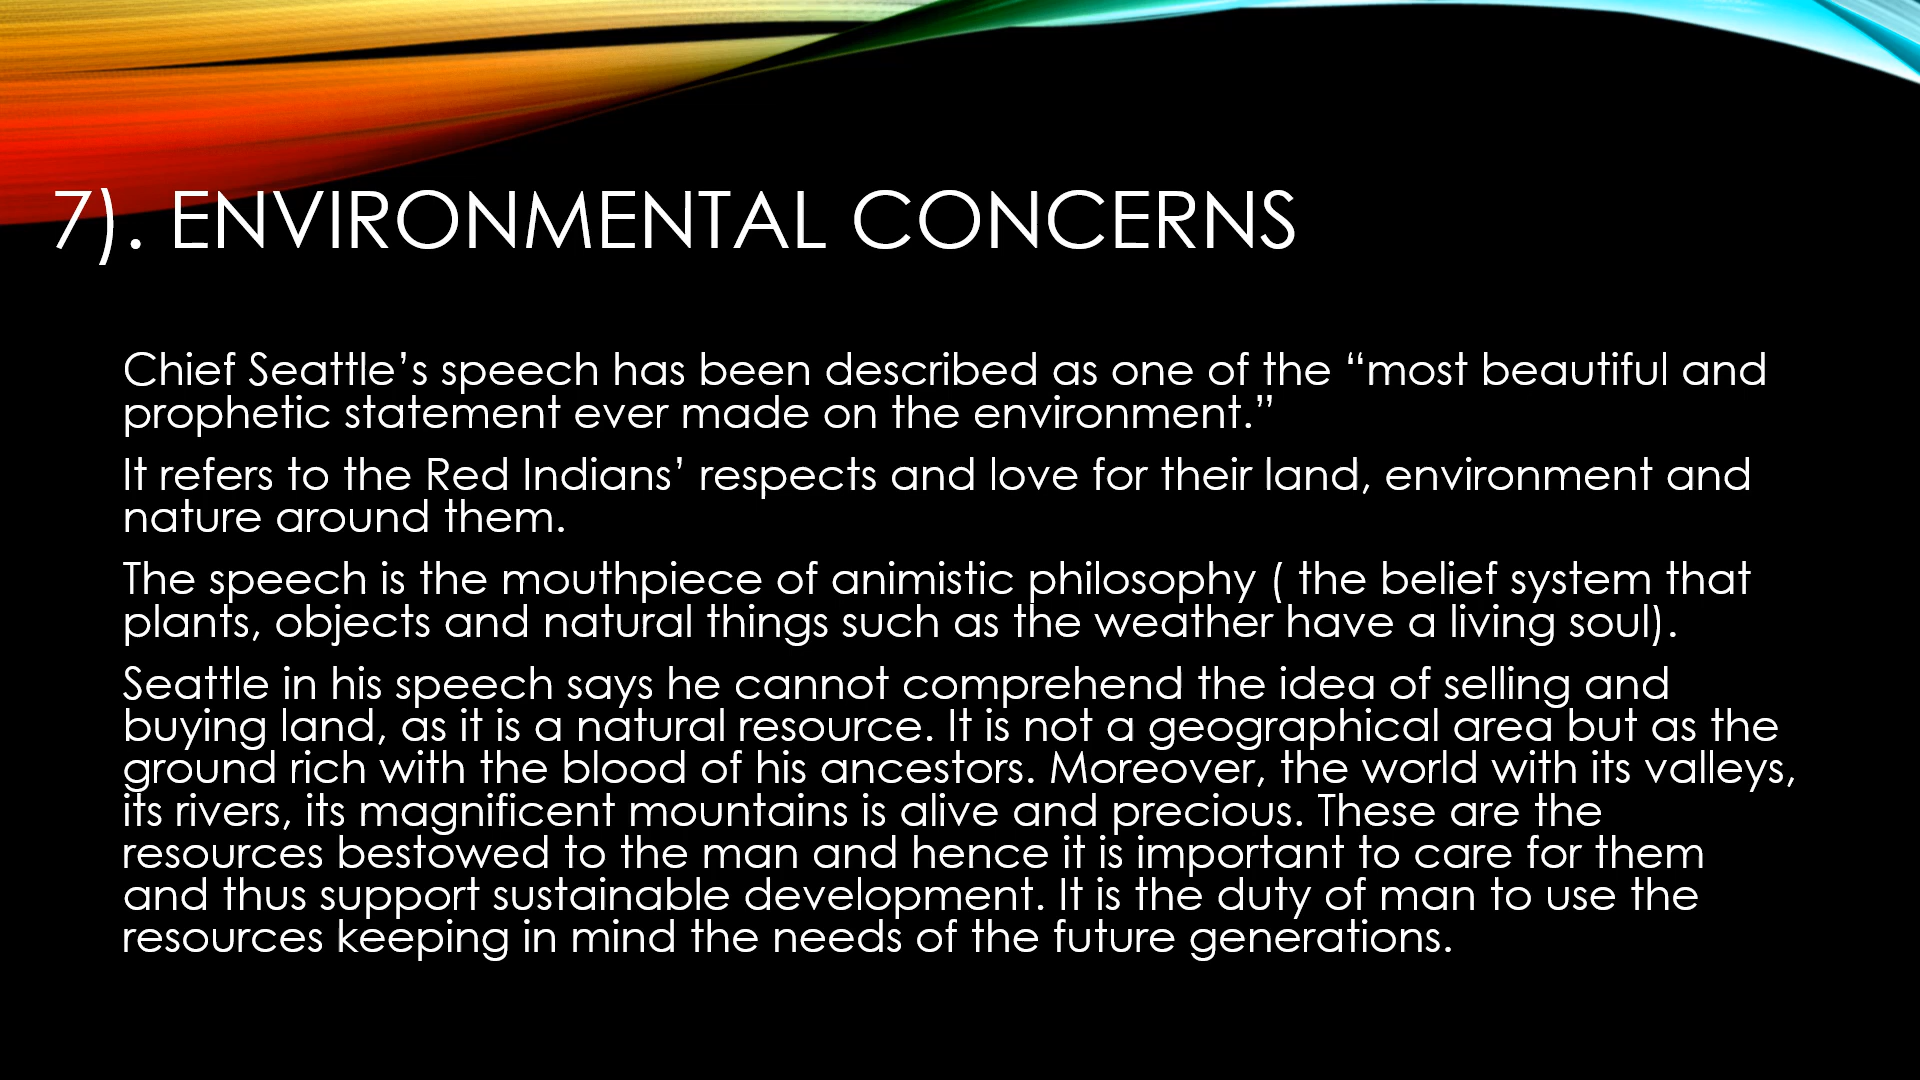 7). ENVIRONMENTAL CONCERNS
Chief Seattle’s speech has been described as one of the “most beautiful and
prophetic statement ever made on the environment.”
It refers to the Red Indians’ respects and love for their land, environment and
nature around them.
The speech is the mouthpiece of animistic philosophy ( the belief system that
plants, objects and natural things such as the weather have a living soul).
Seattle in his speech says he cannot comprehend the idea of selling and
buying land, as it is a natural resource. It is not a geographical area but as the
ground rich with the blood of his ancestors. Moreover, the world with its valleys,
its rivers, its magnificent mountains is alive and precious. These are the
resources bestowed to the man and hence it is important to care for them
and thus support sustainable development. It is the duty of man to use the
resources keeping in mind the needs of the future generations.